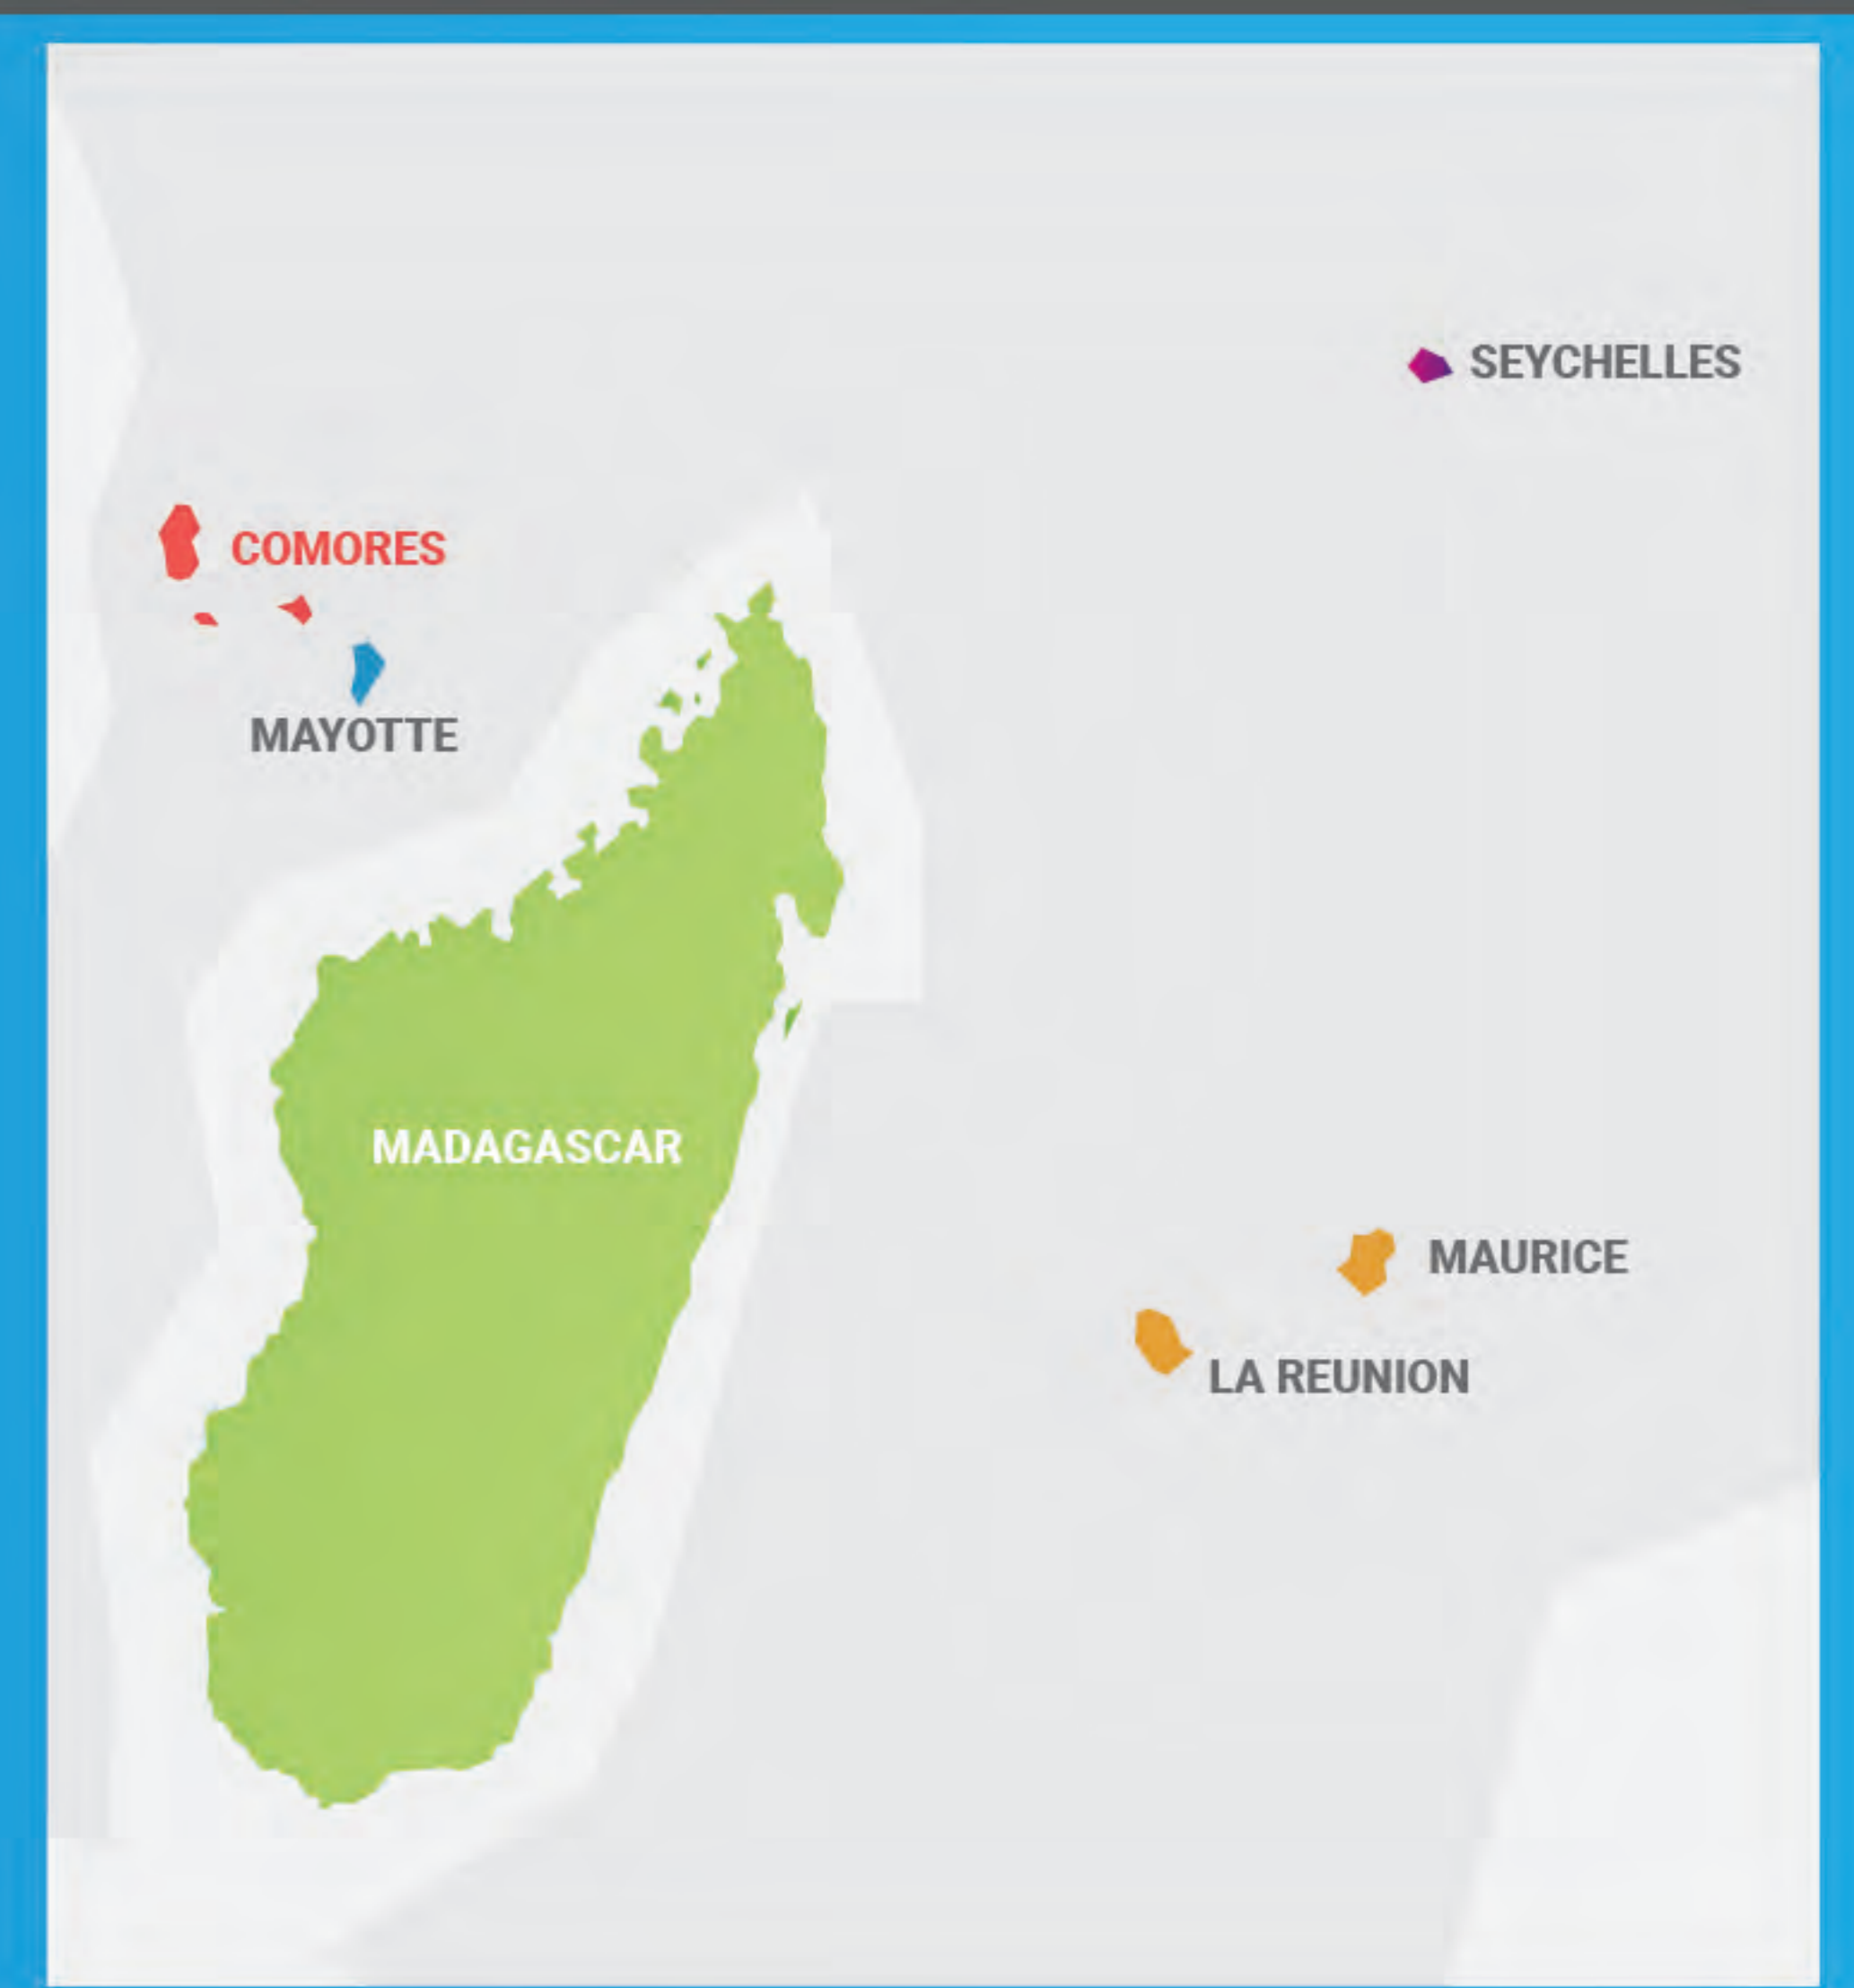 SEYCHELLES
COMORES
MAYOTTE
MADAGASCAR
MAURICE
LA REUNION